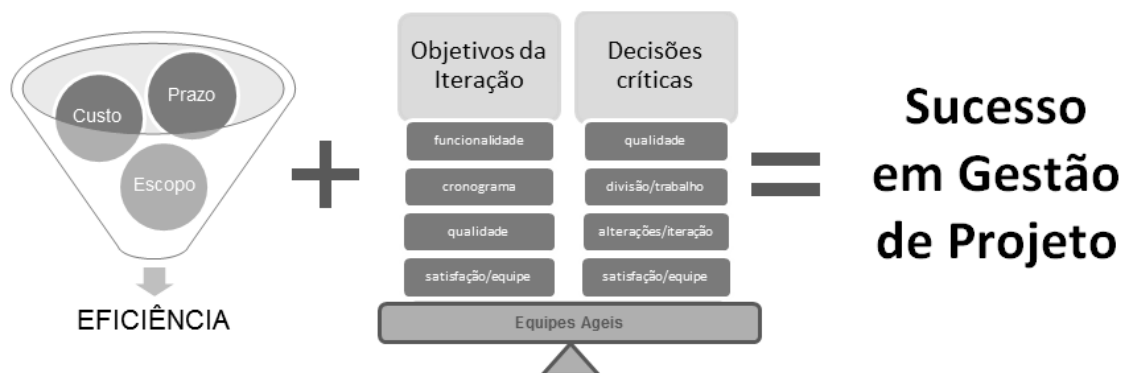 Custo
Prazo
Escopo
EFICIÊNCIA
Objetivos da
Iteração
funcionalidade
cronograma
qualidade
satisfação/equipe
Decisões
críticas
qualidade
divisão/trabalho
alterações/iteração
satisfação/equipe
Equipes Ageis
Sucesso
em Gestão
de Projeto